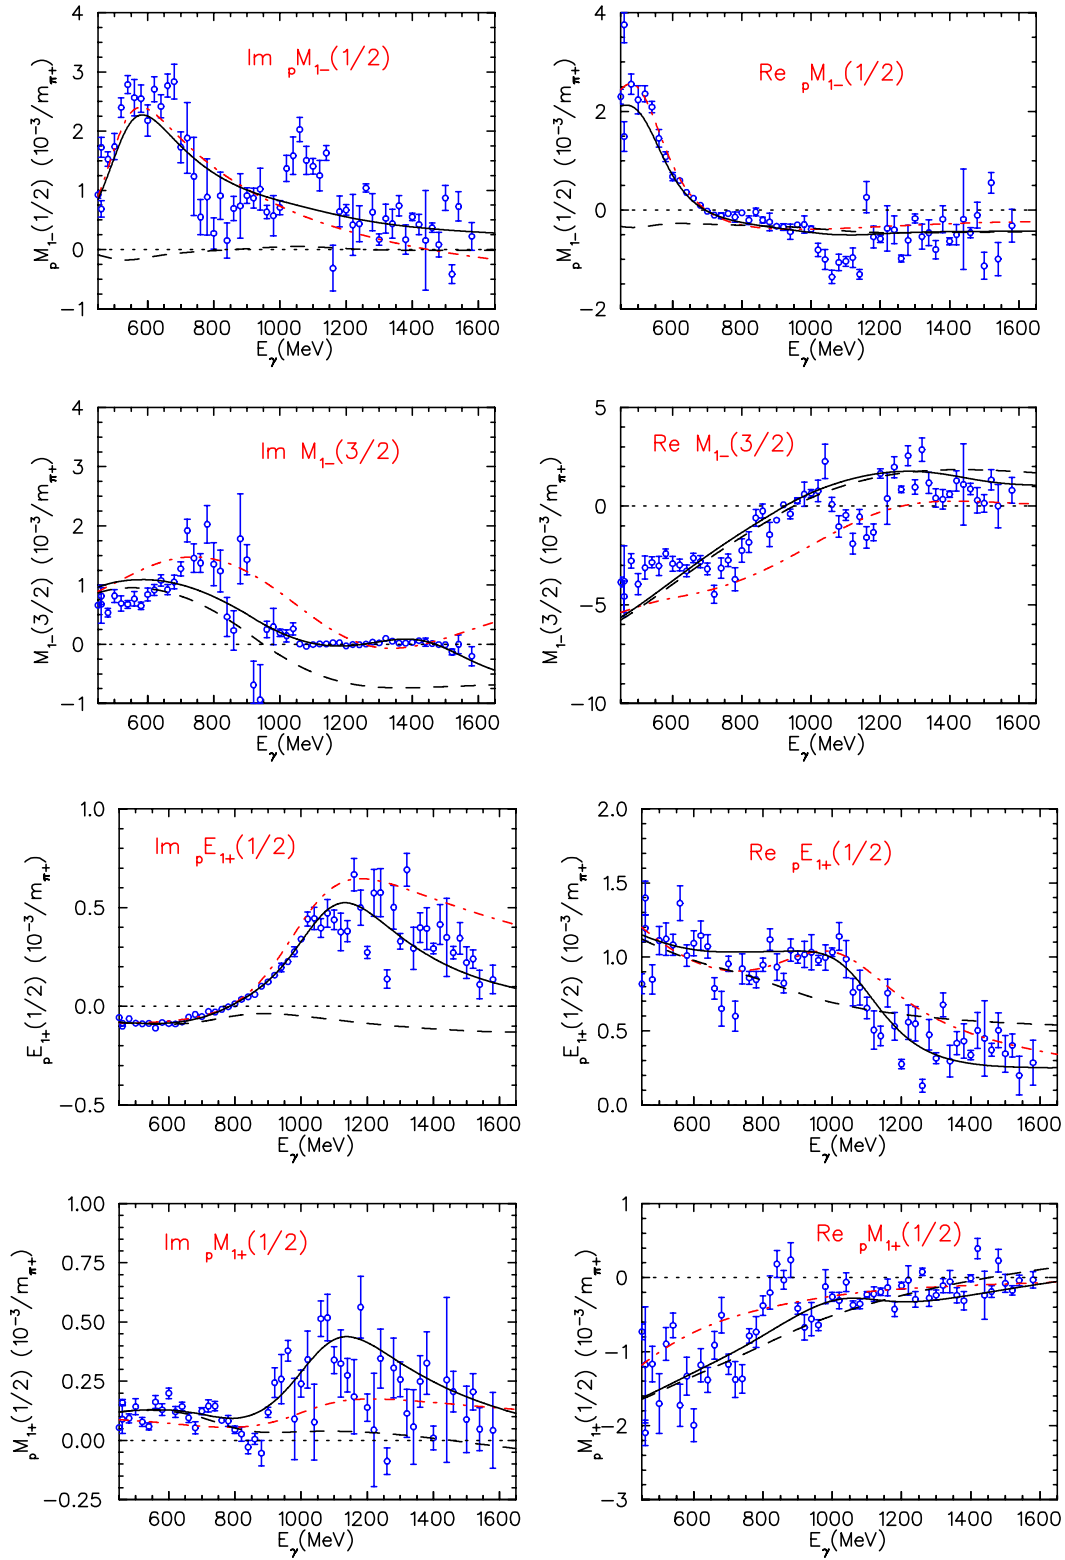 Im pM1−(1/2)
pM1−(1/2) (10−3/mπ+)
4
3
2
1
0
−1
600 800 1000 1200 1400 1600
Eγ(MeV)
Re pM1−(1/2)
pM1−(1/2) (10−3/mπ+)
4
2
0
−2
600 800 1000 1200 1400 1600
Eγ(MeV)
Im M1−(3/2)
M1−(3/2) (10−3/mπ+)
4
3
2
1
0
−1
600 800 1000 1200 1400 1600
Eγ(MeV)
Re M1−(3/2)
M1−(3/2) (10−3/mπ+)
5
0
−5
−10
600 800 1000 1200 1400 1600
Eγ(MeV)
Im pE1+(1/2)
pE1+(1/2) (10−3/mπ+)
1.0
0.5
0.0
−0.5
600 800 1000 1200 1400 1600
Eγ(MeV)
Re pE1+(1/2)
pE1+(1/2) (10−3/mπ+)
2.0
1.5
1.0
0.5
0.0
600 800 1000 1200 1400 1600
Eγ(MeV)
Im pM1+(1/2)
pM1+(1/2) (10−3/mπ+)
1.00
0.75
0.50
0.25
0.00
−0.25
600 800 1000 1200 1400 1600
Eγ(MeV)
Re pM1+(1/2)
pM1+(1/2) (10−3/mπ+)
1
0
−1
−2
−3
600 800 1000 1200 1400 1600
Eγ(MeV)